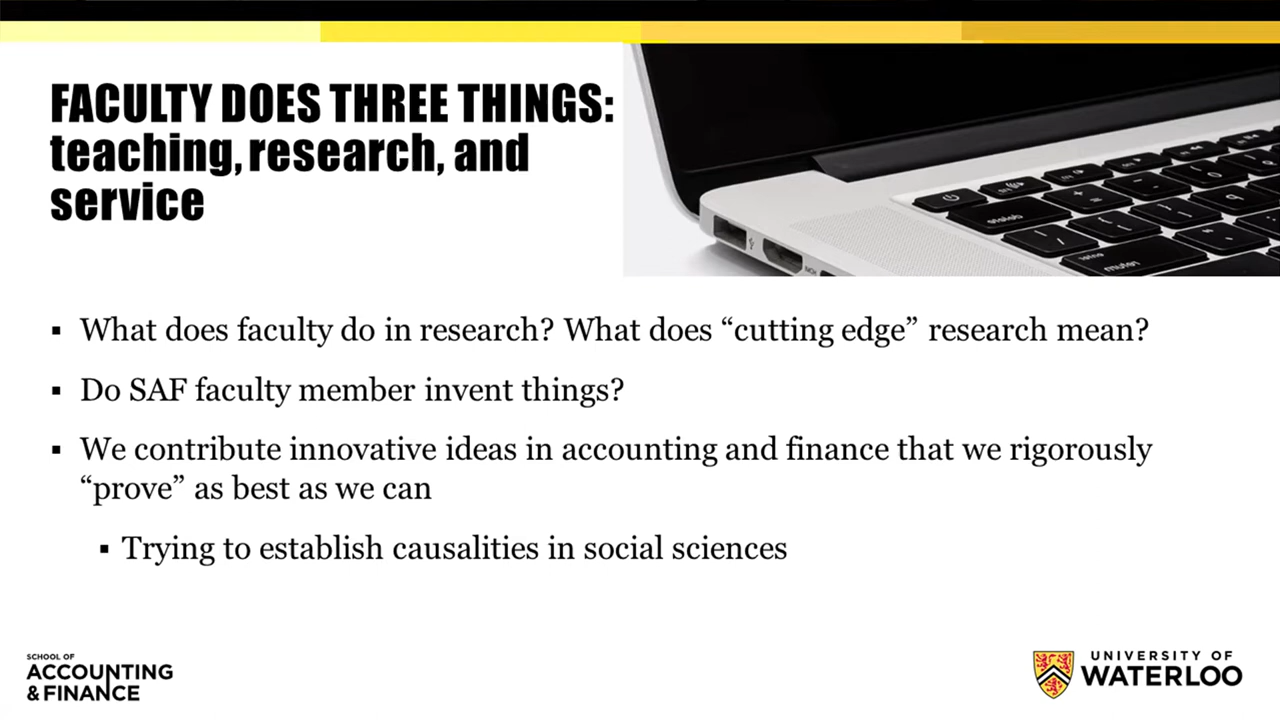 FACULTY DOES THREE THINGS:
teaching, research, and
service
▪ What does faculty do in research? What does “cutting edge” research mean?
▪ Do SAF faculty member invent things?
▪ We contribute innovative ideas in accounting and finance that we rigorously
“prove” as best as we can
▪ Trying to establish causalities in social sciences
SCHOOL OF
ACCOUNTING
& FINANCE
UNIVERSITY OF
WATERLOO